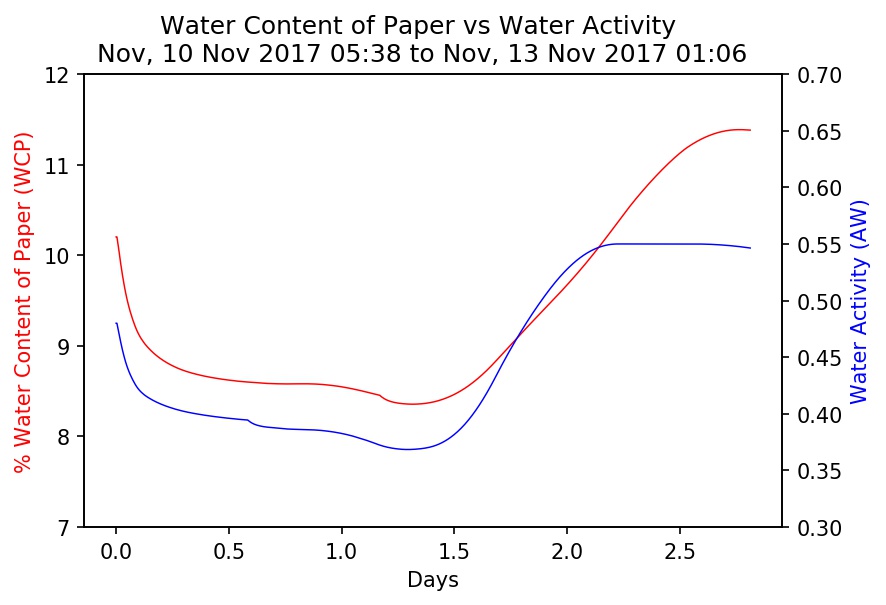 Water Content of Paper vs Water Activity
Nov, 10 Nov 2017 05:38 to Nov, 13 Nov 2017 01:06
% Water Content of Paper (WCP)
12
11
10
9
8
7
0.70
0.65
0.60
0.55
0.50
0.45
0.40
0.35
0.30
Water Activity (AW)
0.0 0.5 1.0 1.5 2.0 2.5
Days